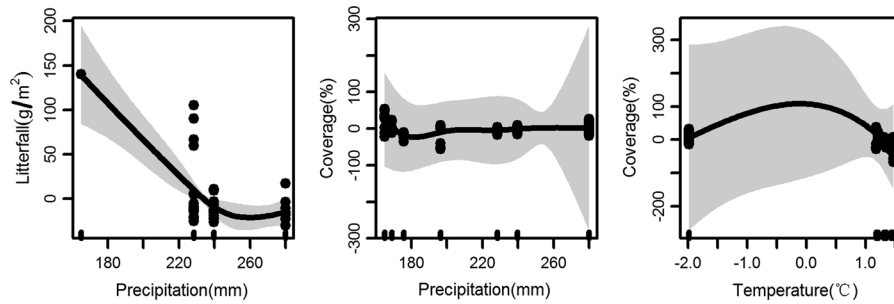 200
150
100
50
0
Litterfall(g/m²)
180 220 260
Precipitation(mm)
300
100
0
-100
-300
Coverage(%)
180 220 260
Precipitation(mm)
300
100
0
-200
Coverage(%)
-2.0 -1.0 0.0 1.0
Temperature(℃)